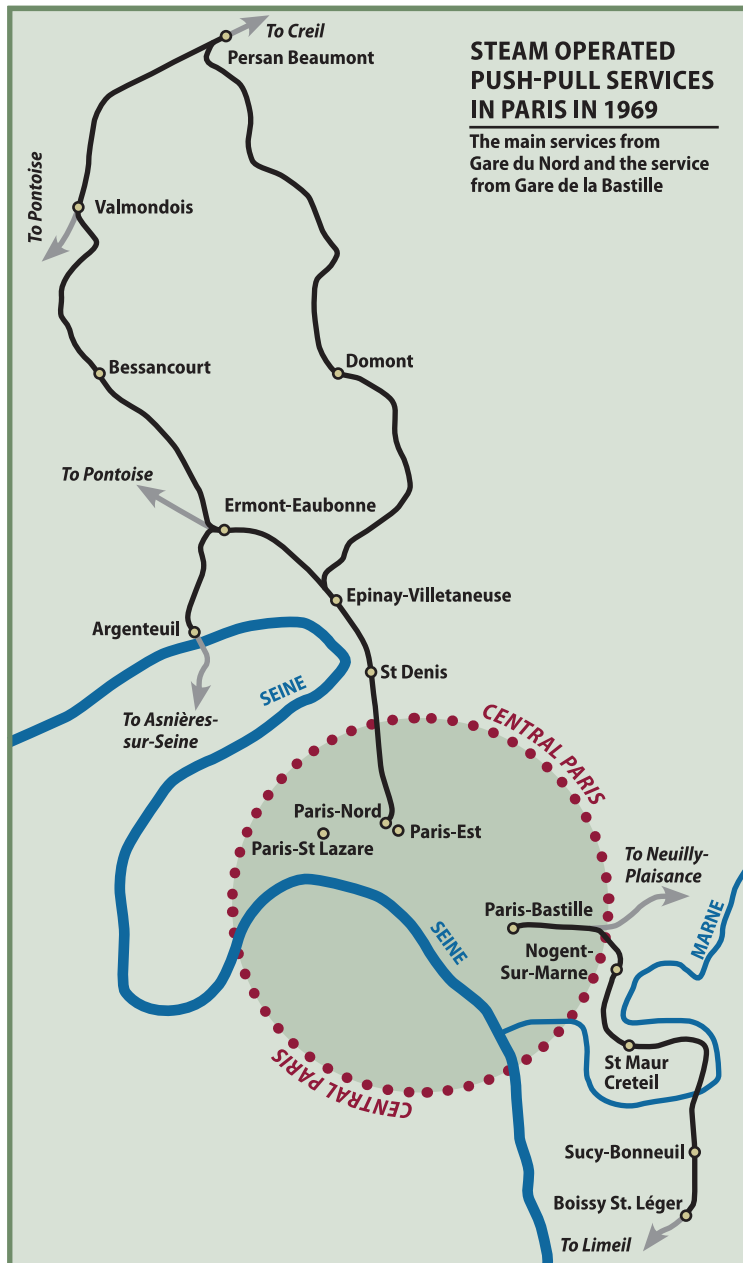 STEAM OPERATED
PUSH-PULL SERVICES
IN PARIS IN 1969
The main services from
Gare du Nord and the service
from Gare de la Bastille
To Creil
Persan Beaumont
To Pontoise
Valmondois
Bessancourt
Domont
To Pontoise
Ermont-Eaubonne
Epinay-Villetaneuse
Argenteuil
St Denis
SEINE
To Asnières-
sur-Seine
CENTRAL PARIS
Paris-Nord
Paris-Est
Paris-St Lazare
To Neuilly-
Plaisance
Paris-Bastille
SEINE
MARNE
Nogent-
Sur-Marne
St Maur
Creteil
CENTRAL PARIS
Sucy-Bonneuil
Boissy St. Léger
To Limeil